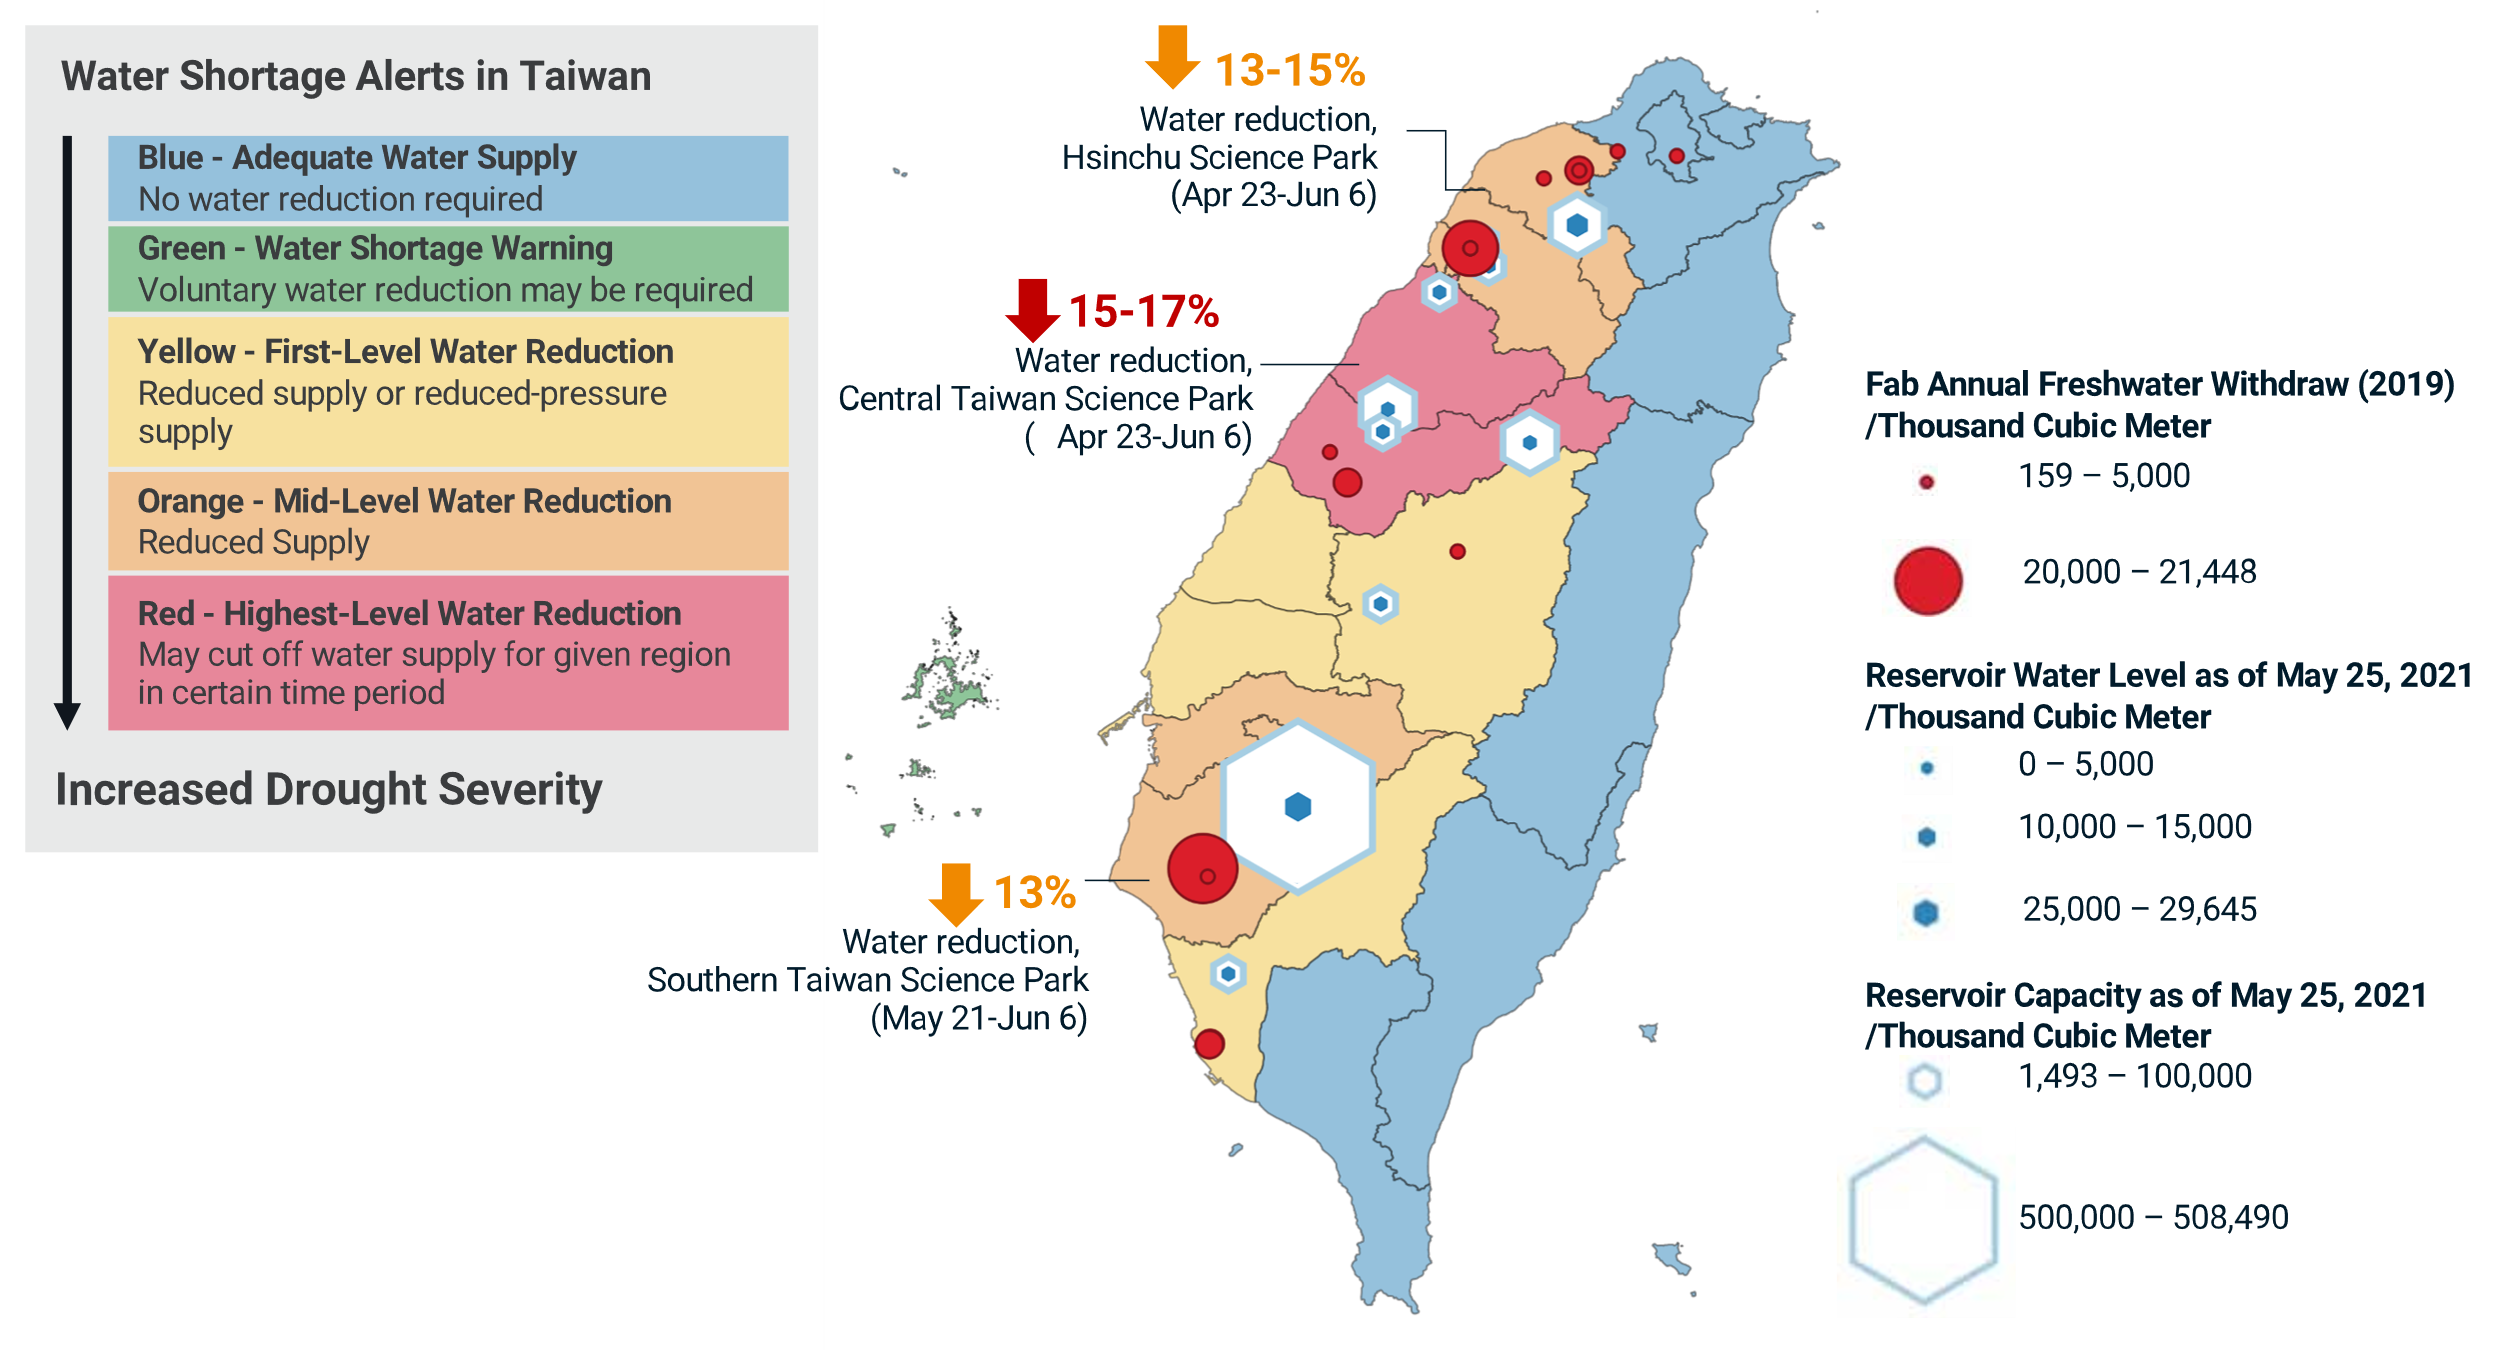 Water Shortage Alerts in Taiwan
Blue - Adequate Water Supply
No water reduction required
Green - Water Shortage Warning
Voluntary water reduction may be required
Yellow - First-Level Water Reduction
Reduced supply or reduced-pressure
supply
Orange - Mid-Level Water Reduction
Reduced Supply
Red - Highest-Level Water Reduction
May cut off water supply for given region
in certain time period
Increased Drought Severity
13-15%
Water reduction,
Hsinchu Science Park
(Apr 23-Jun 6)
15-17%
Water reduction,
Central Taiwan Science Park
( Apr 23-Jun 6)
13%
Water reduction,
Southern Taiwan Science Park
(May 21-Jun 6)
Fab Annual Freshwater Withdraw (2019)
/Thousand Cubic Meter
159 – 5,000
20,000 – 21,448
Reservoir Water Level as of May 25, 2021
/Thousand Cubic Meter
0 – 5,000
10,000 – 15,000
25,000 – 29,645
Reservoir Capacity as of May 25, 2021
/Thousand Cubic Meter
1,493 – 100,000
500,000 – 508,490